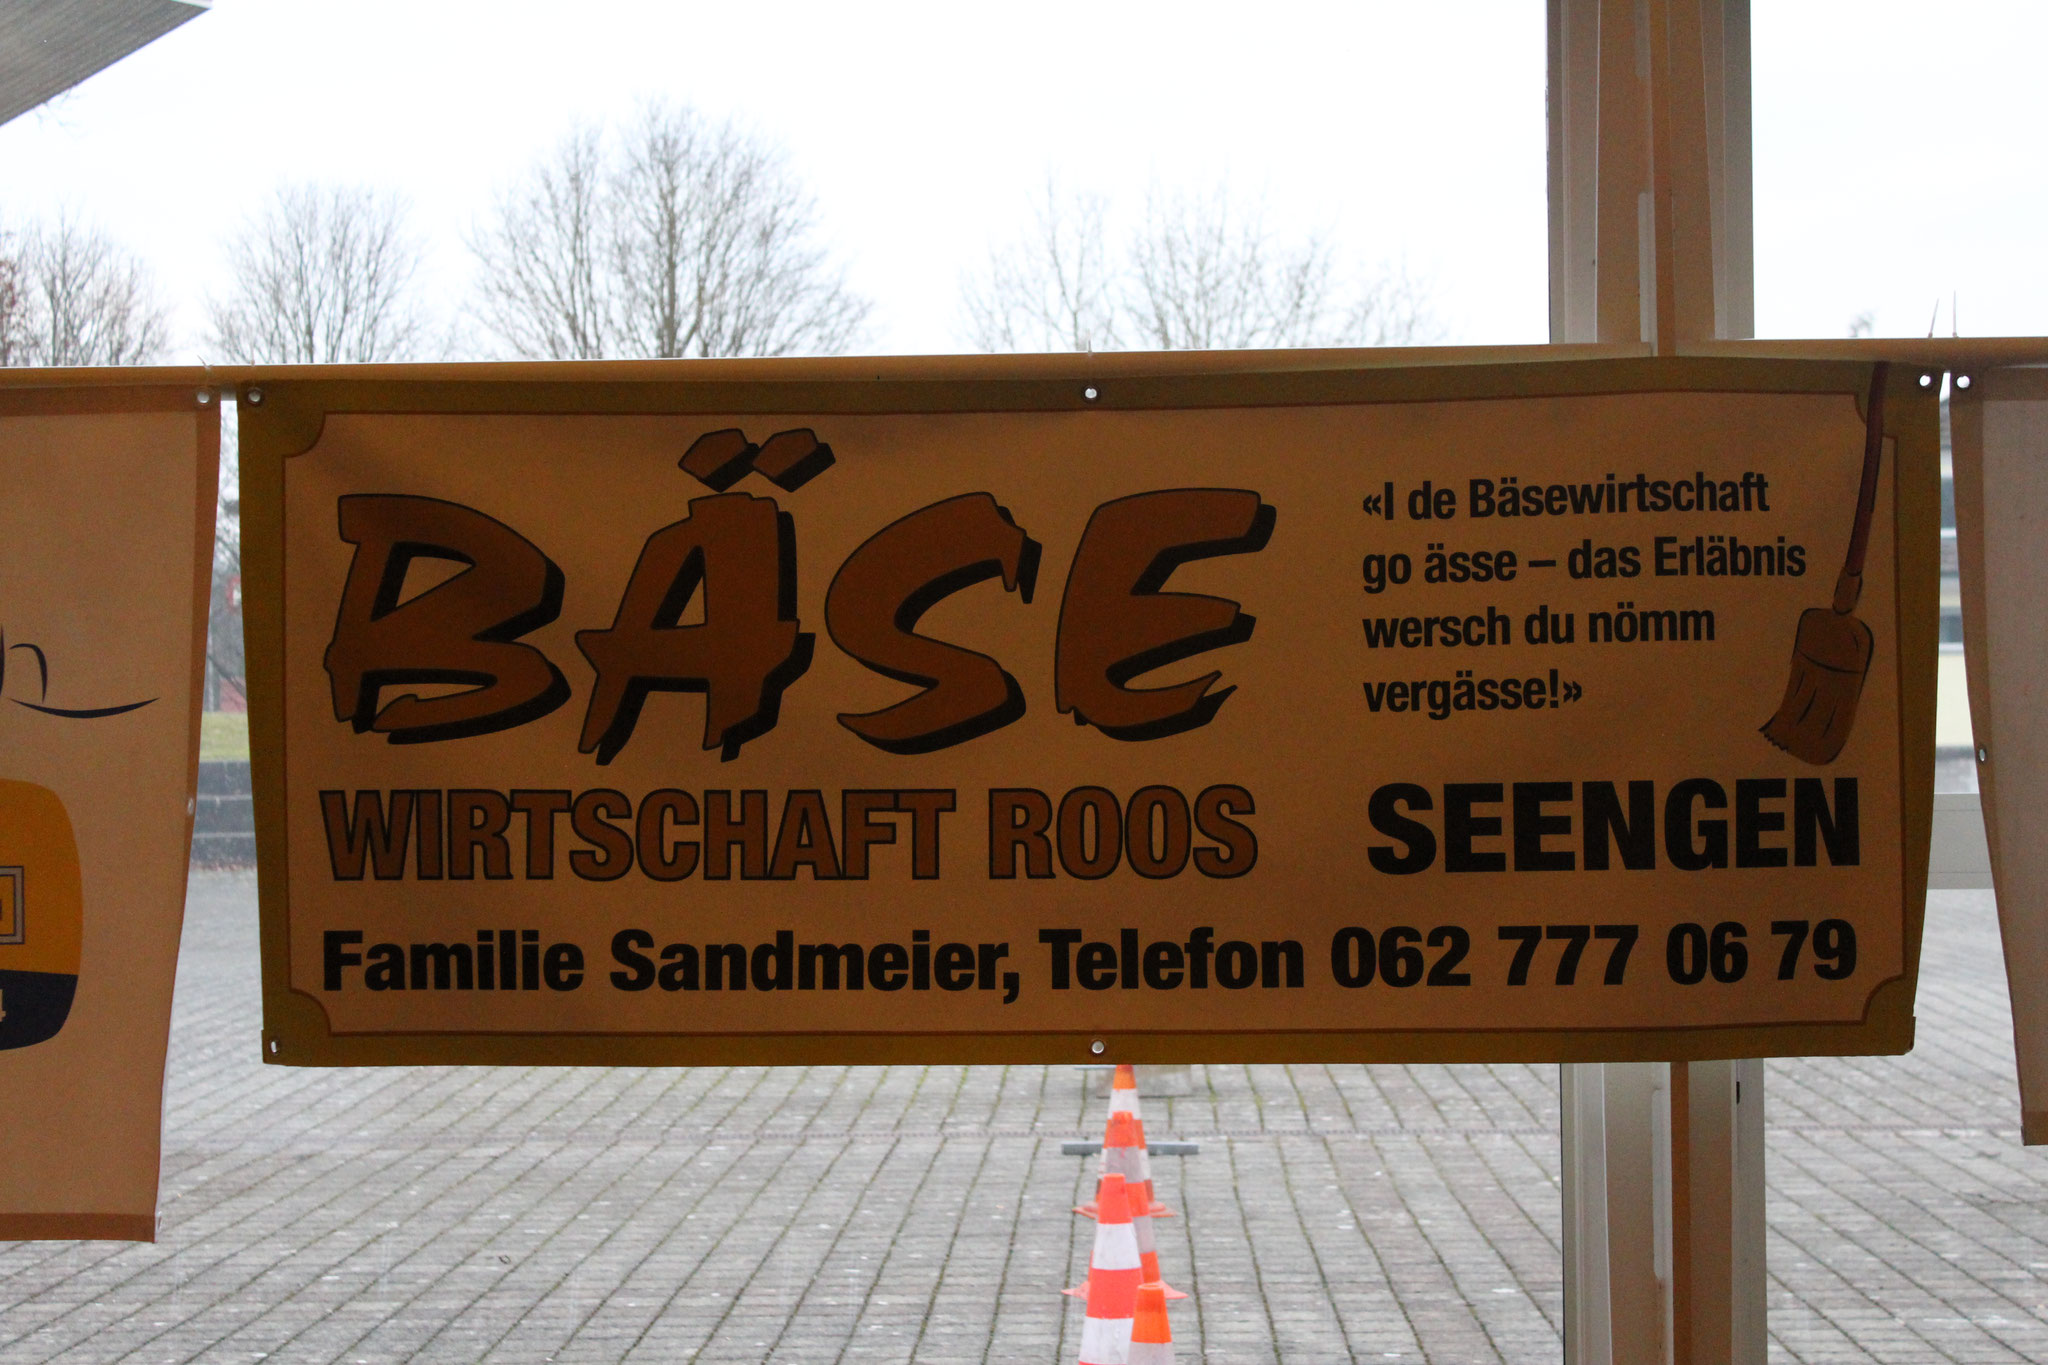 BÄSE
WIRTSCHAFT ROOS
«I de Bäsewirtschaft
go ässe – das Erläbnis
wersch du nömm
vergässe!»
SEENGEN
Familie Sandmeier, Telefon 062 777 06 79